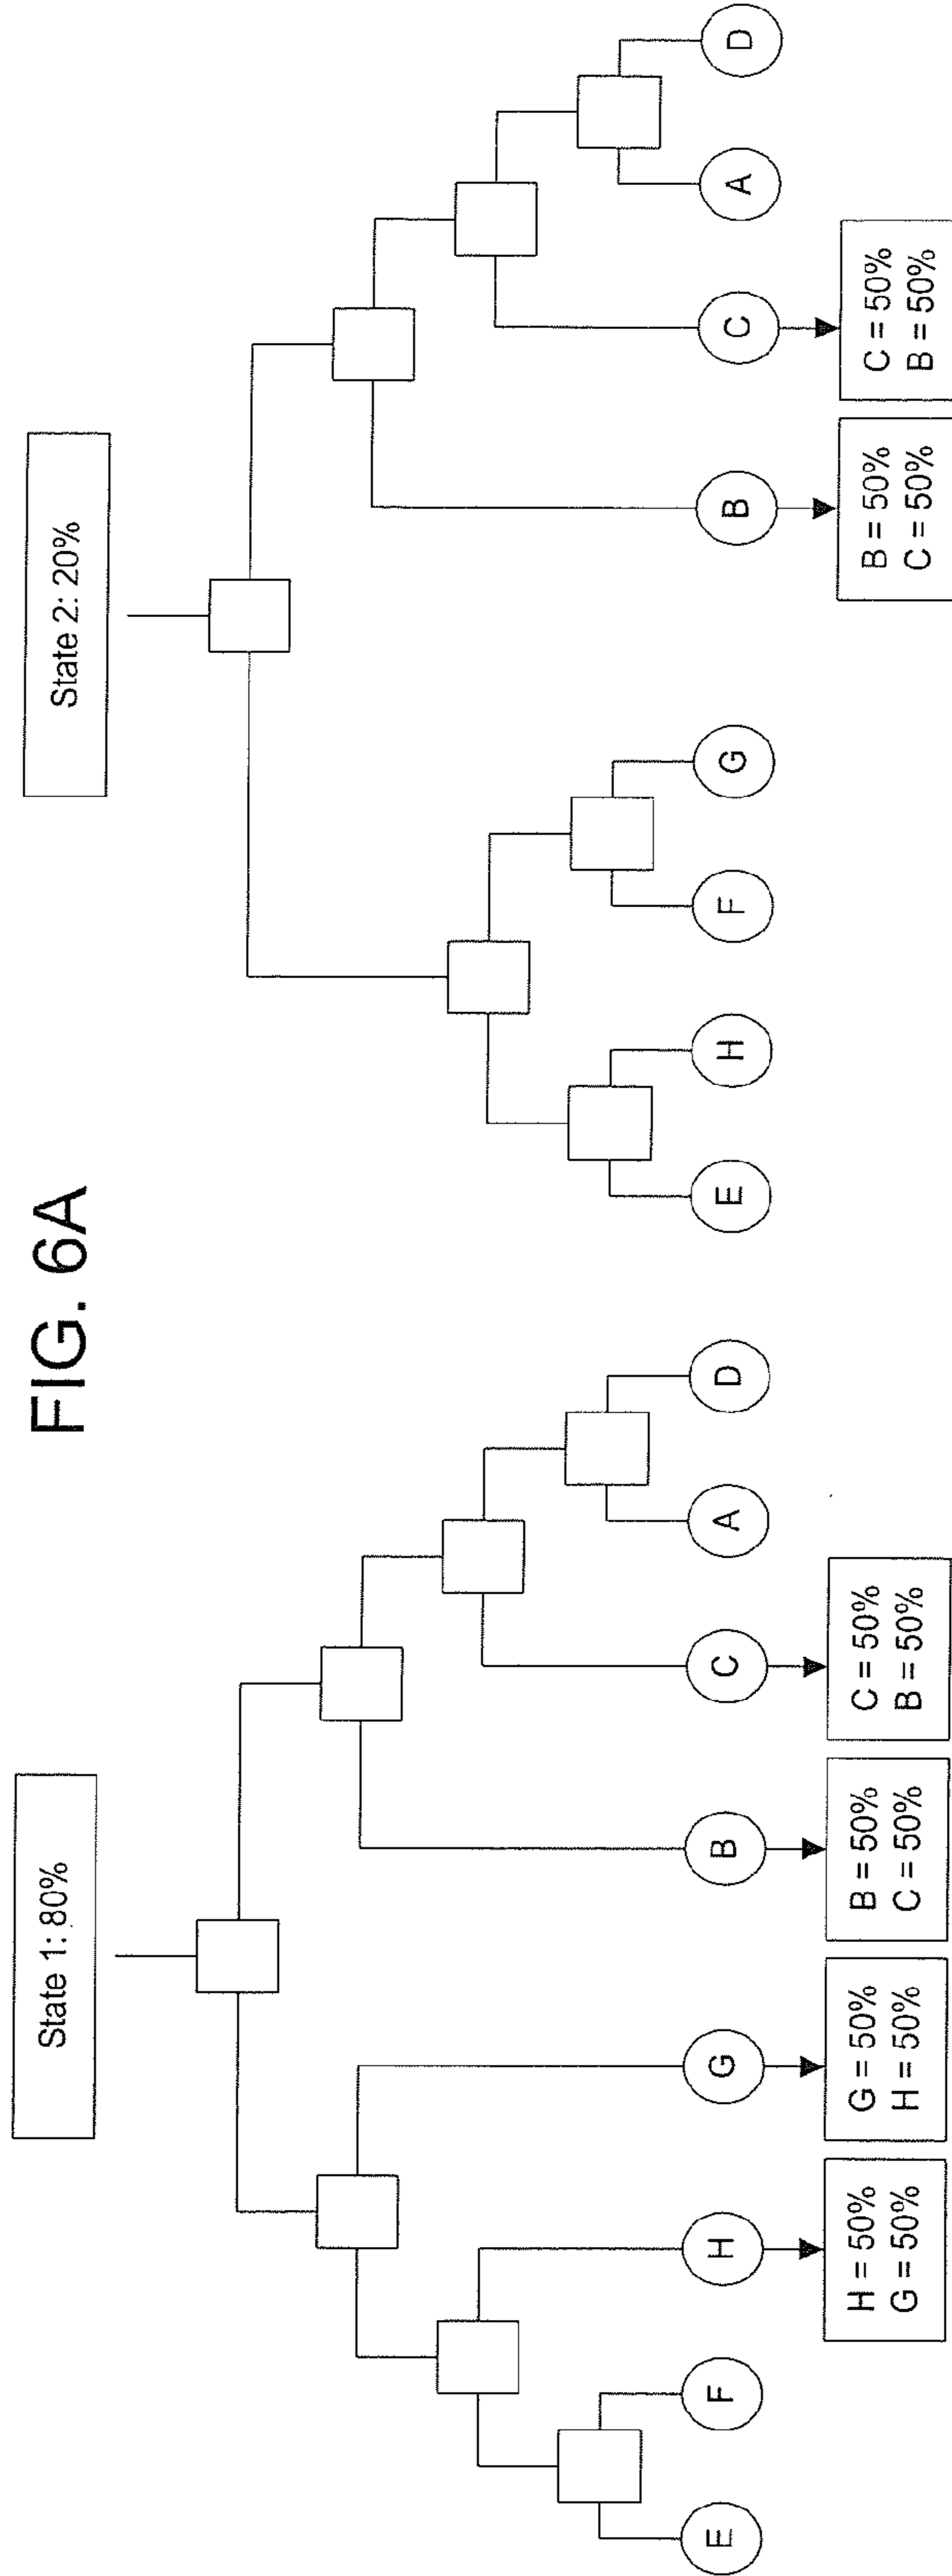 FIG. 6A
State 1: 80%
E
F
H
G
B
C
A
D
H = 50%
G = 50%
G = 50%
H = 50%
B = 50%
C = 50%
C = 50%
B = 50%
State 2: 20%
E
H
F
G
B
C
A
D
B = 50%
C = 50%
C = 50%
B = 50%